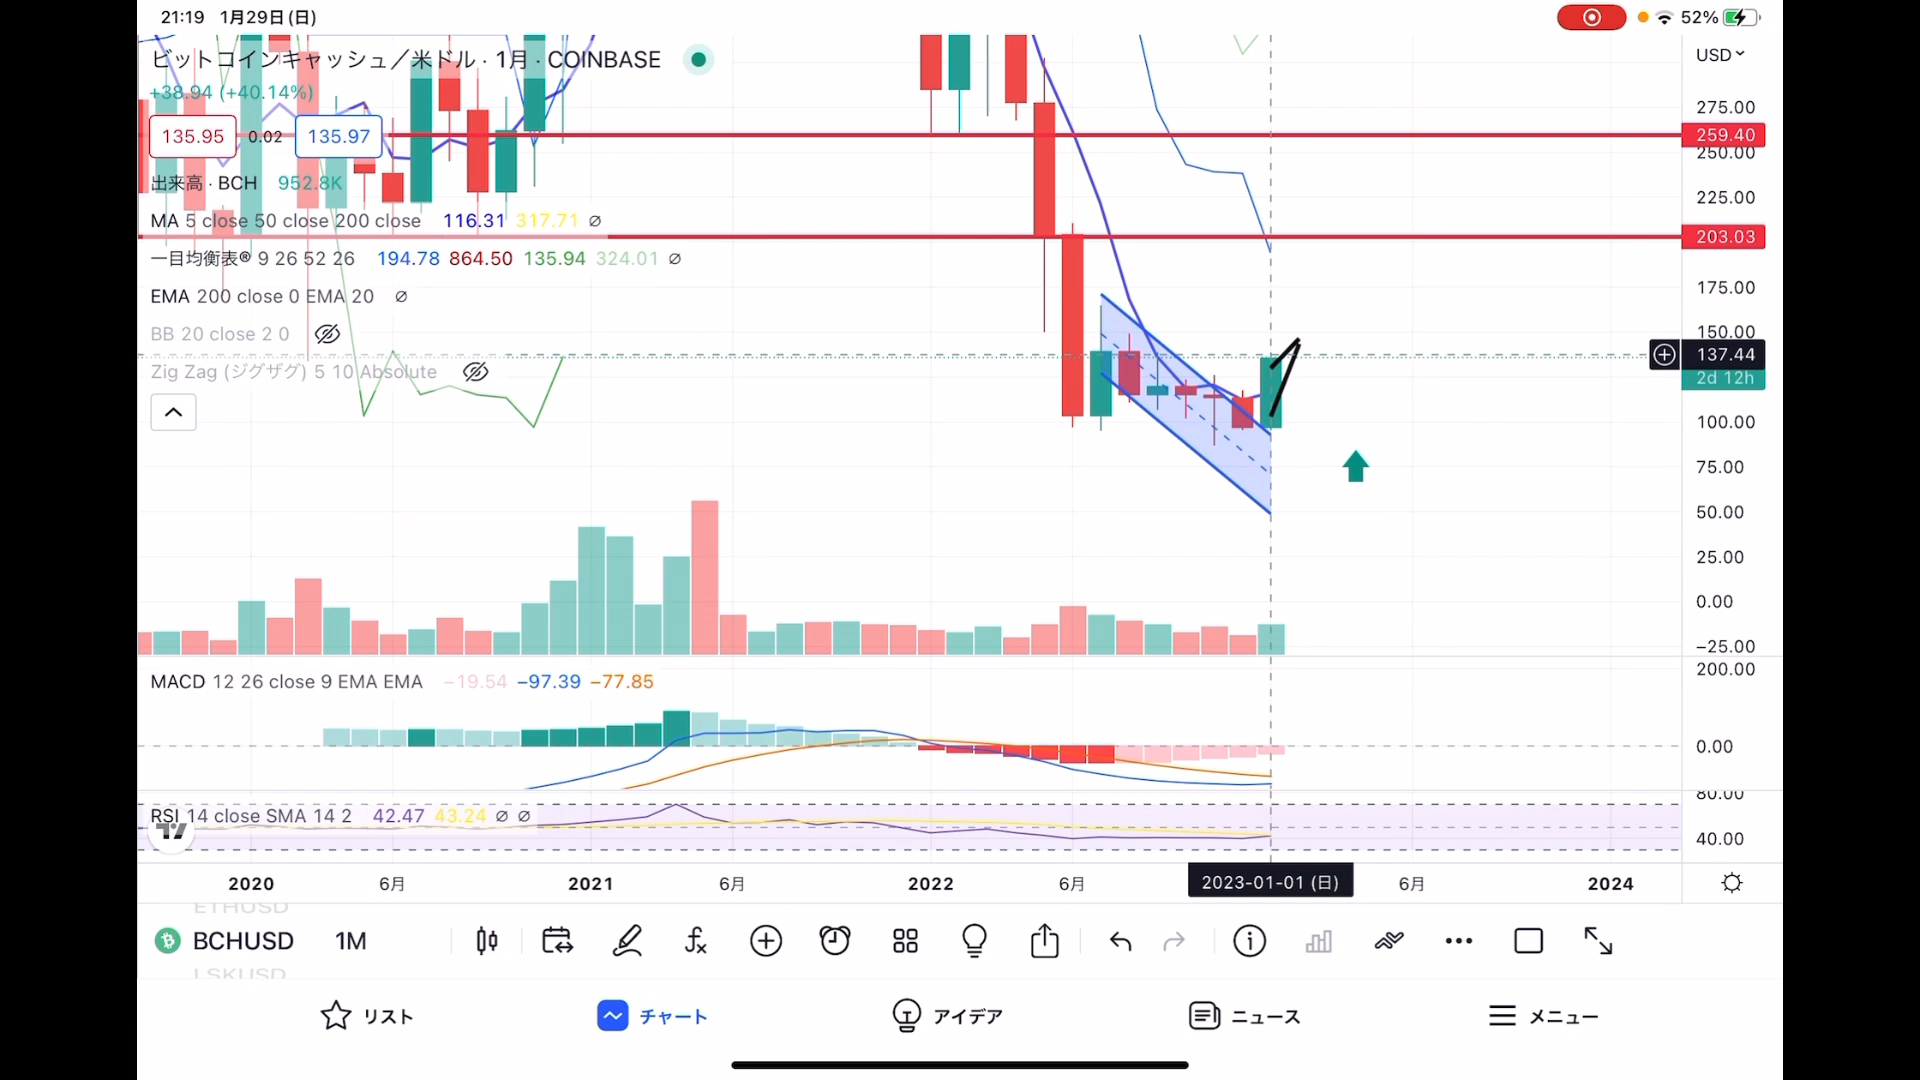 21:19 1月29日(日)
52%
ビットコインキャッシュ／米ドル · 1月 · COINBASE
USD
+38.94 (+40.14%)
135.95 0.02 135.97
出来高 · BCH 952.8K
MA 5 close 50 close 200 close 116.31 317.71 ∅
一目均衡表® 9 26 52 26 194.78 864.50 135.94 324.01 ∅
EMA 200 close 0 EMA 20 ∅
BB 20 close 2 0
Zig Zag (ジグザグ) 5 10 Absolute
275.00
259.40
250.00
225.00
203.03
175.00
150.00
137.44
2d 12h
100.00
75.00
50.00
25.00
0.00
−25.00
MACD 12 26 close 9 EMA EMA −19.54 −97.39 −77.85
200.00
0.00
RSI 14 close SMA 14 2 42.47 43.24 ∅ ∅
80.00
40.00
2020 6月 2021 6月 2022 6月 2023-01-01 (日) 6月 2024
ETHUSD
BCHUSD 1M
LSKUSD
リスト チャート アイデア ニュース メニュー